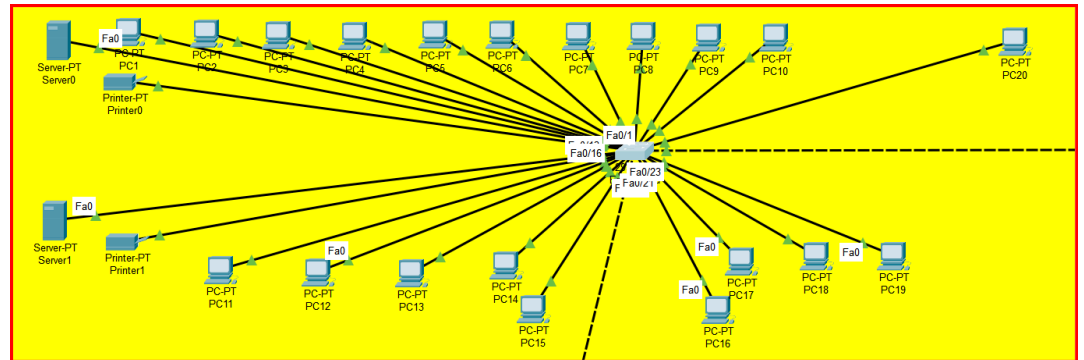 Fa0
Server-PT
Server0
PC-PT
PC1
PC-PT
PC2
PC-PT
PC3
PC-PT
PC4
PC-PT
PC5
PC-PT
PC6
PC-PT
PC7
PC-PT
PC8
PC-PT
PC9
PC-PT
PC10
PC-PT
PC20
Printer-PT
Printer0
Fa0/1
Fa0/16
Fa0/23
Fa0/21
Fa0
Server-PT
Server1
Printer-PT
Printer1
PC-PT
PC11
Fa0
PC-PT
PC12
PC-PT
PC13
PC-PT
PC14
PC-PT
PC15
Fa0
PC-PT
PC16
Fa0
PC-PT
PC17
PC-PT
PC18
Fa0
PC-PT
PC19